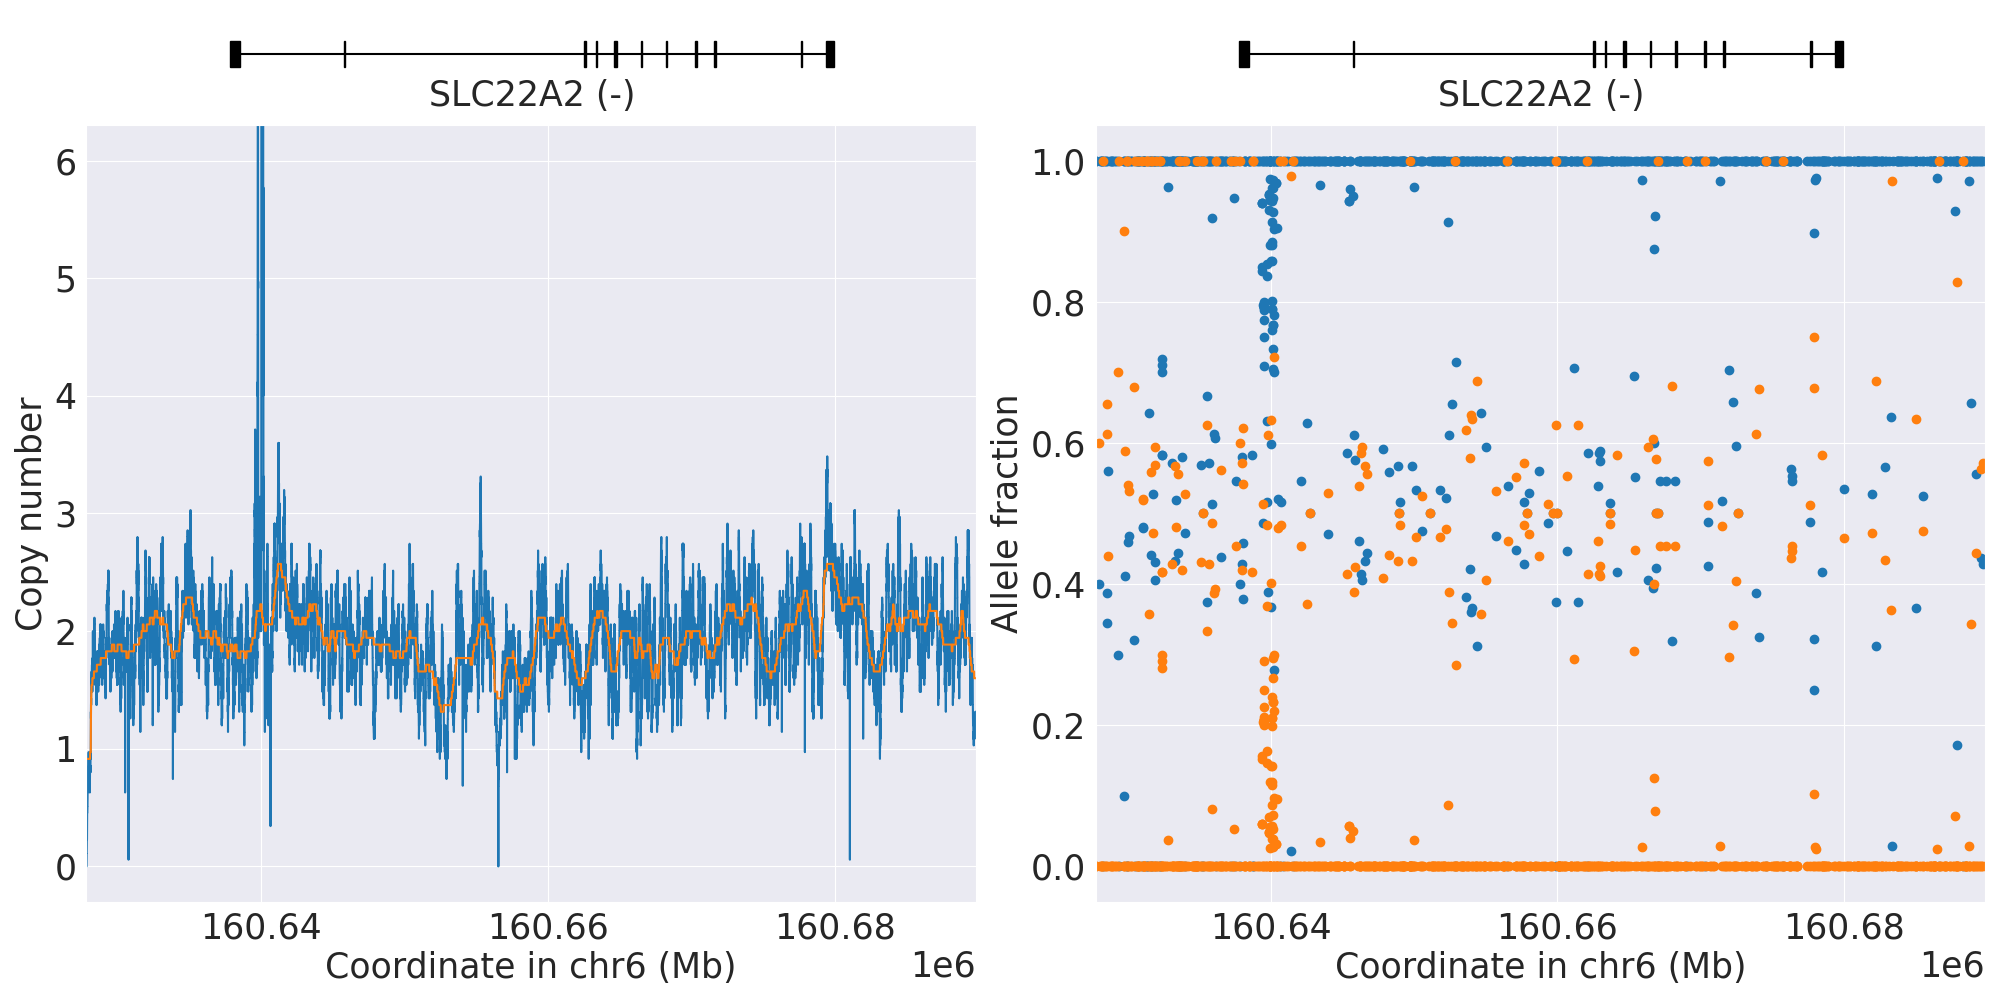 SLC22A2 (-)
6
5
4
3
2
1
0
Copy number
160.64
160.66
160.68
Coordinate in chr6 (Mb)
1e6
SLC22A2 (-)
1.0
0.8
0.6
0.4
0.2
0.0
Allele fraction
160.64
160.66
160.68
Coordinate in chr6 (Mb)
1e6